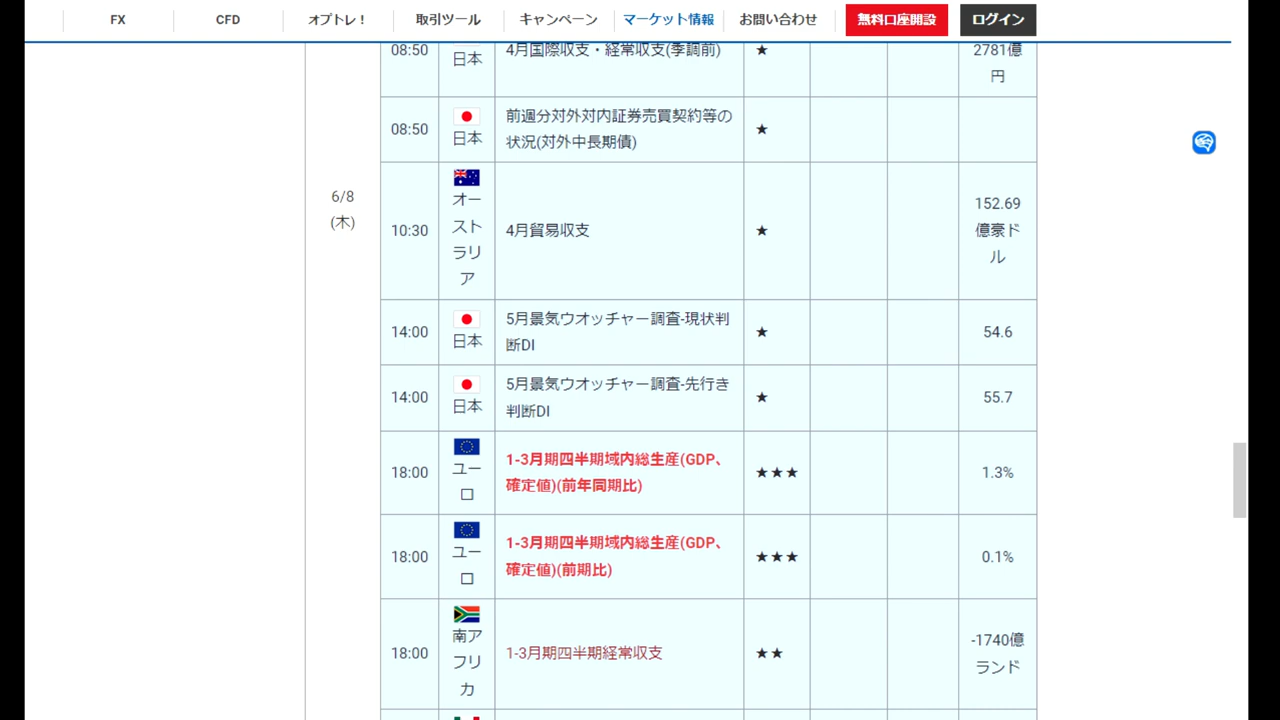 FX
CFD
オプトレ！
取引ツール
キャンペーン
マーケット情報
お問い合わせ
無料口座開設
ログイン
6/8
(木)
08:50
日本
4月国際収支・経常収支(季調前)
★
2781億
円
08:50
日本
前週分対外対内証券売買契約等の
状況(対外中長期債)
★
10:30
オー
スト
ラリ
ア
4月貿易収支
★
152.69
億豪ド
ル
14:00
日本
5月景気ウオッチャー調査-現状判
断DI
★
54.6
14:00
日本
5月景気ウオッチャー調査-先行き
判断DI
★
55.7
18:00
ユー
ロ
1-3月期四半期域内総生産(GDP、
確定値)(前年同期比)
★★★
1.3%
18:00
ユー
ロ
1-3月期四半期域内総生産(GDP、
確定値)(前期比)
★★★
0.1%
18:00
南ア
フリ
カ
1-3月期四半期経常収支
★★
-1740億
ランド